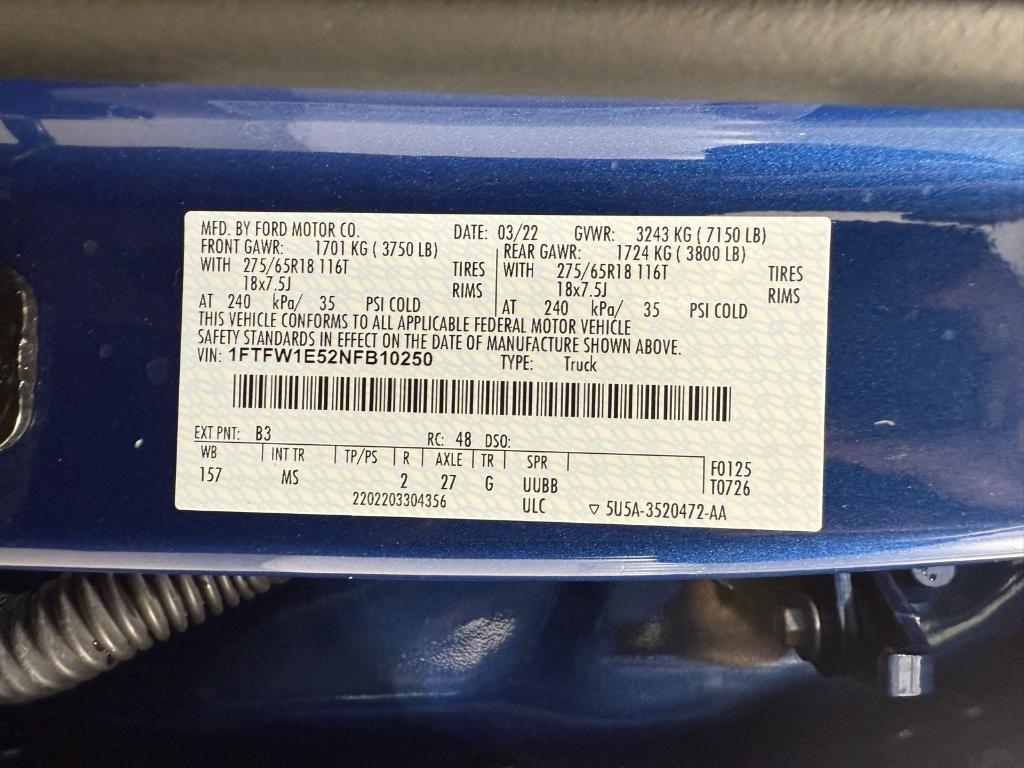 MFD. BY FORD MOTOR CO. DATE: 03/22 GVWR: 3243 KG ( 7150 LB)
FRONT GAWR: 1701 KG ( 3750 LB) REAR GAWR: 1724 KG ( 3800 LB)
WITH 275/65R18 116T TIRES WITH 275/65R18 116T TIRES
18x7.5J RIMS 18x7.5J RIMS
AT 240 kPa/ 35 PSI COLD AT 240 kPa/ 35 PSI COLD
THIS VEHICLE CONFORMS TO ALL APPLICABLE FEDERAL MOTOR VEHICLE
SAFETY STANDARDS IN EFFECT ON THE DATE OF MANUFACTURE SHOWN ABOVE.
VIN: 1FTFW1E52NFB10250 TYPE: Truck
EXT PNT: B3 RC: 48 DSO:
WB INT TR TP/PS R AXLE TR SPR F0125
157 MS 2 27 G UUBB T0726
2202203304356 ULC ▽ 5U5A-3520472-AA